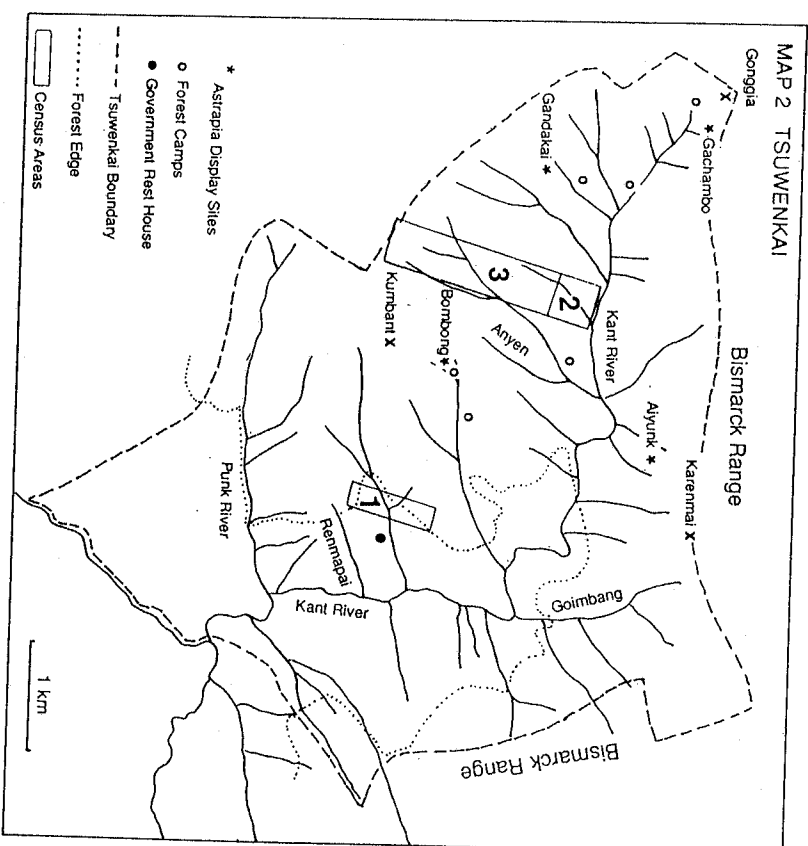 MAP 2 TSUWENKAI
Gonggia
X
* Gachambo
Bismarck Range
Gandakai *
Kant River
Aiyunk *
Karenmai X
2
3
Anyen
Bombong *
Kumbant X
Goimbang
1
Renmapai
Punk River
Kant River
Bismarck Range
* Astrapia Display Sites
o Forest Camps
● Government Rest House
--- Tsuwenkai Boundary
...... Forest Edge
Census Areas
1 km